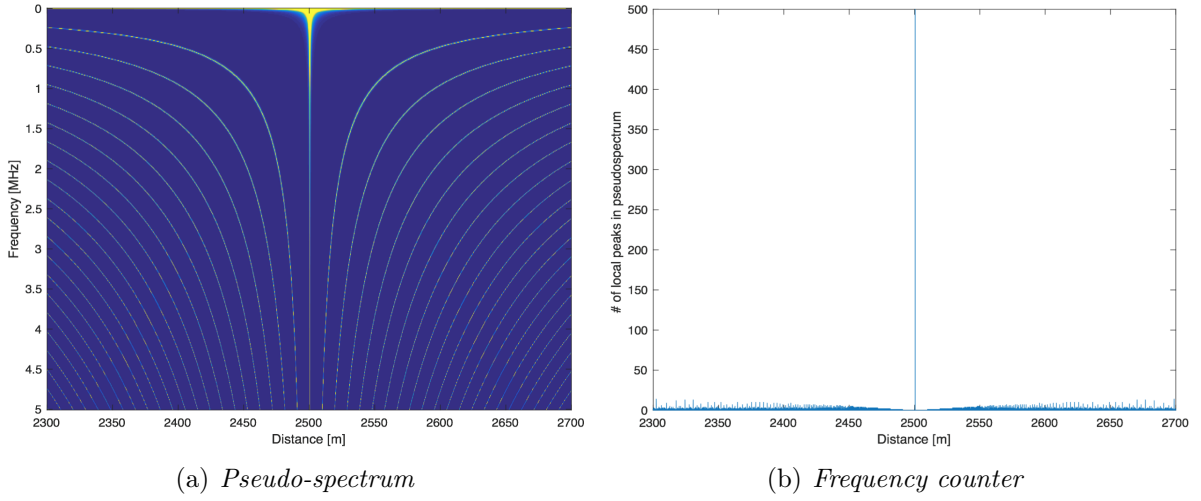 0
0.5
1
1.5
2
2.5
3
3.5
4
4.5
5
Frequency [MHz]
2300 2350 2400 2450 2500 2550 2600 2650 2700
Distance [m]
(a) Pseudo-spectrum
500
450
400
350
300
250
200
150
100
50
0
# of local peaks in pseudospectrum
2300 2350 2400 2450 2500 2550 2600 2650 2700
Distance [m]
(b) Frequency counter